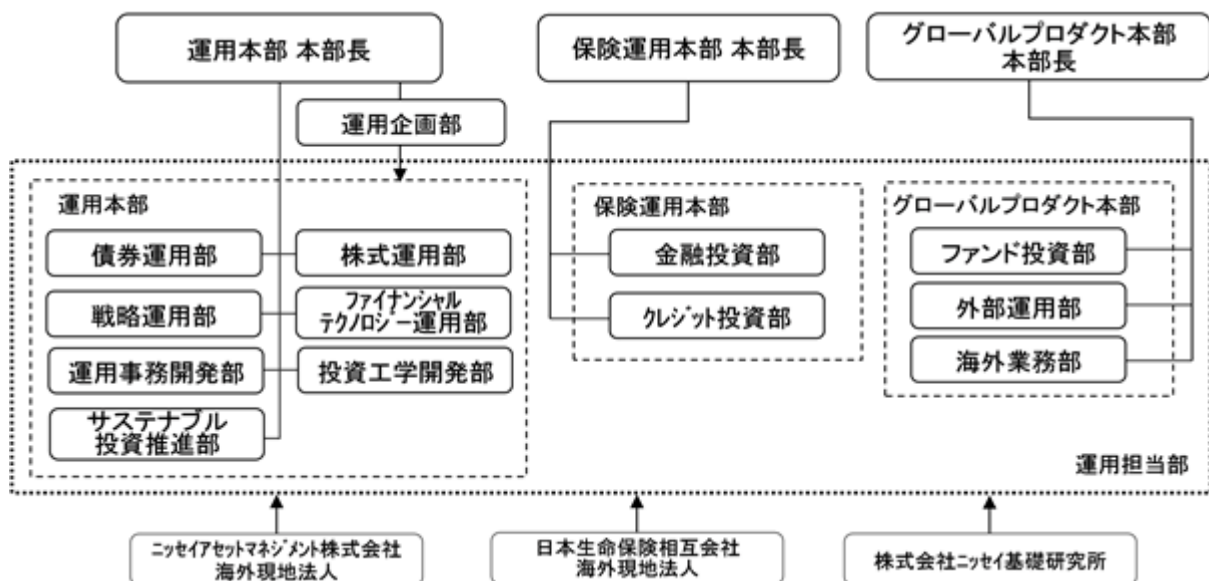 運用本部 本部長
保険運用本部 本部長
グローバルプロダクト本部
本部長
運用企画部
運用本部
債券運用部
株式運用部
戦略運用部
ファイナンシャル
テクノロジー運用部
運用事務開発部
投資工学開発部
サステナブル
投資推進部
保険運用本部
金融投資部
クレジット投資部
グローバルプロダクト本部
ファンド投資部
外部運用部
海外業務部
運用担当部
ニッセイアセットマネジメント株式会社
海外現地法人
日本生命保険相互会社
海外現地法人
株式会社ニッセイ基礎研究所